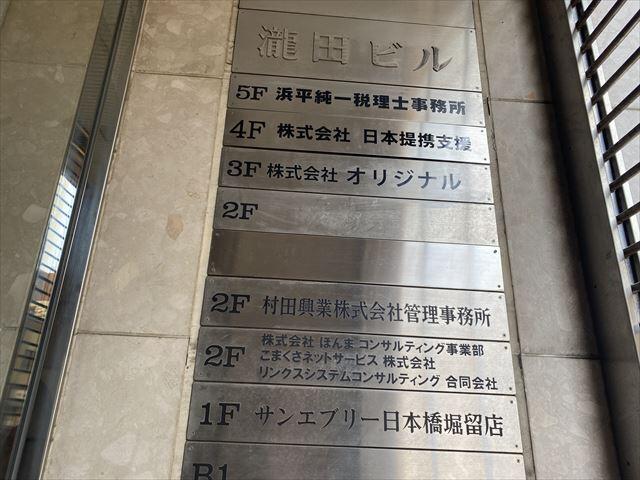 瀧田ビル
5F 浜平純一税理士事務所
4F 株式会社 日本提携支援
3F 株式会社 オリジナル
2F
2F 村田興業株式会社管理事務所
2F 株式会社 ほんま コンサルティング事業部
こまくさネットサービス 株式会社
リンクスシステムコンサルティング 合同会社
1F サンエブリー日本橋堀留店
B1